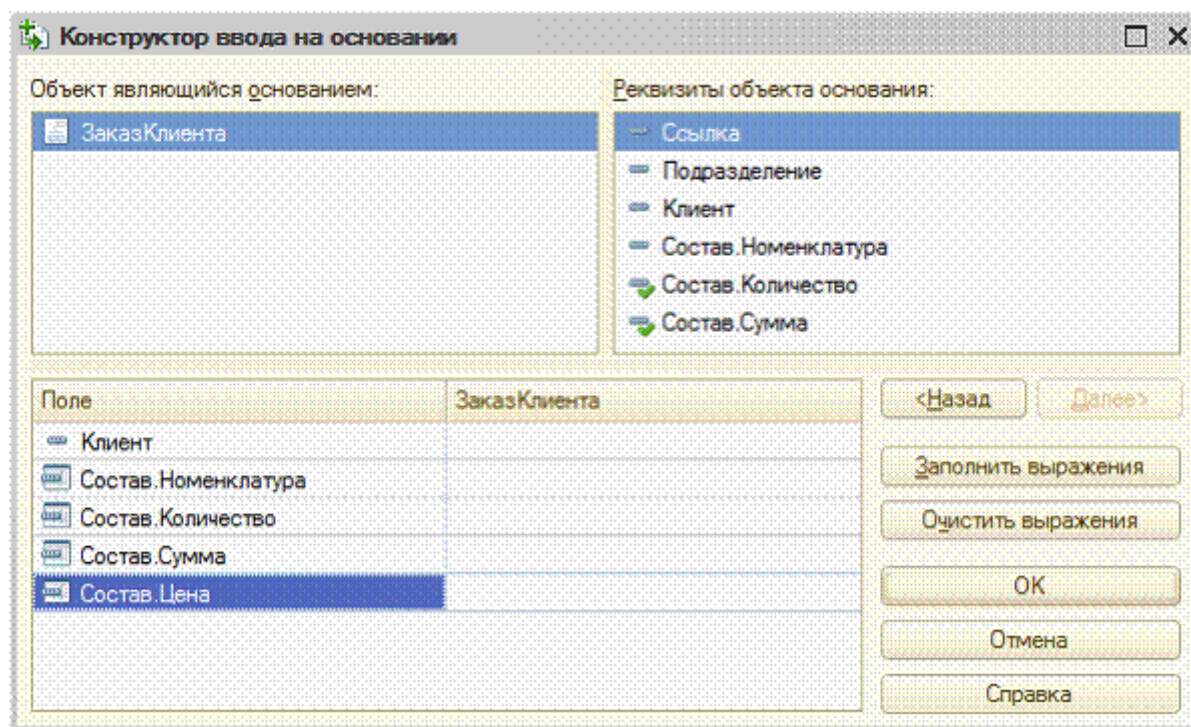 Конструктор ввода на основании
Объект являющийся основанием:
ЗаказКлиента
Реквизиты объекта основания:
Ссылка
Подразделение
Клиент
Состав.Номенклатура
Состав.Количество
Состав.Сумма
Поле
ЗаказКлиента
Клиент
Состав.Номенклатура
Состав.Количество
Состав.Сумма
Состав.Цена
<Назад
Далее>
Заполнить выражения
Очистить выражения
ОК
Отмена
Справка